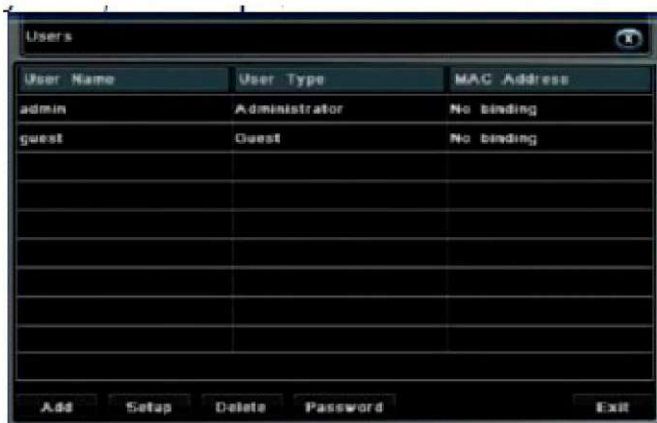 Users
User Name User Type MAC Address
admin Administrator No binding
guest Guest No binding
Add Setup Delete Password Exit